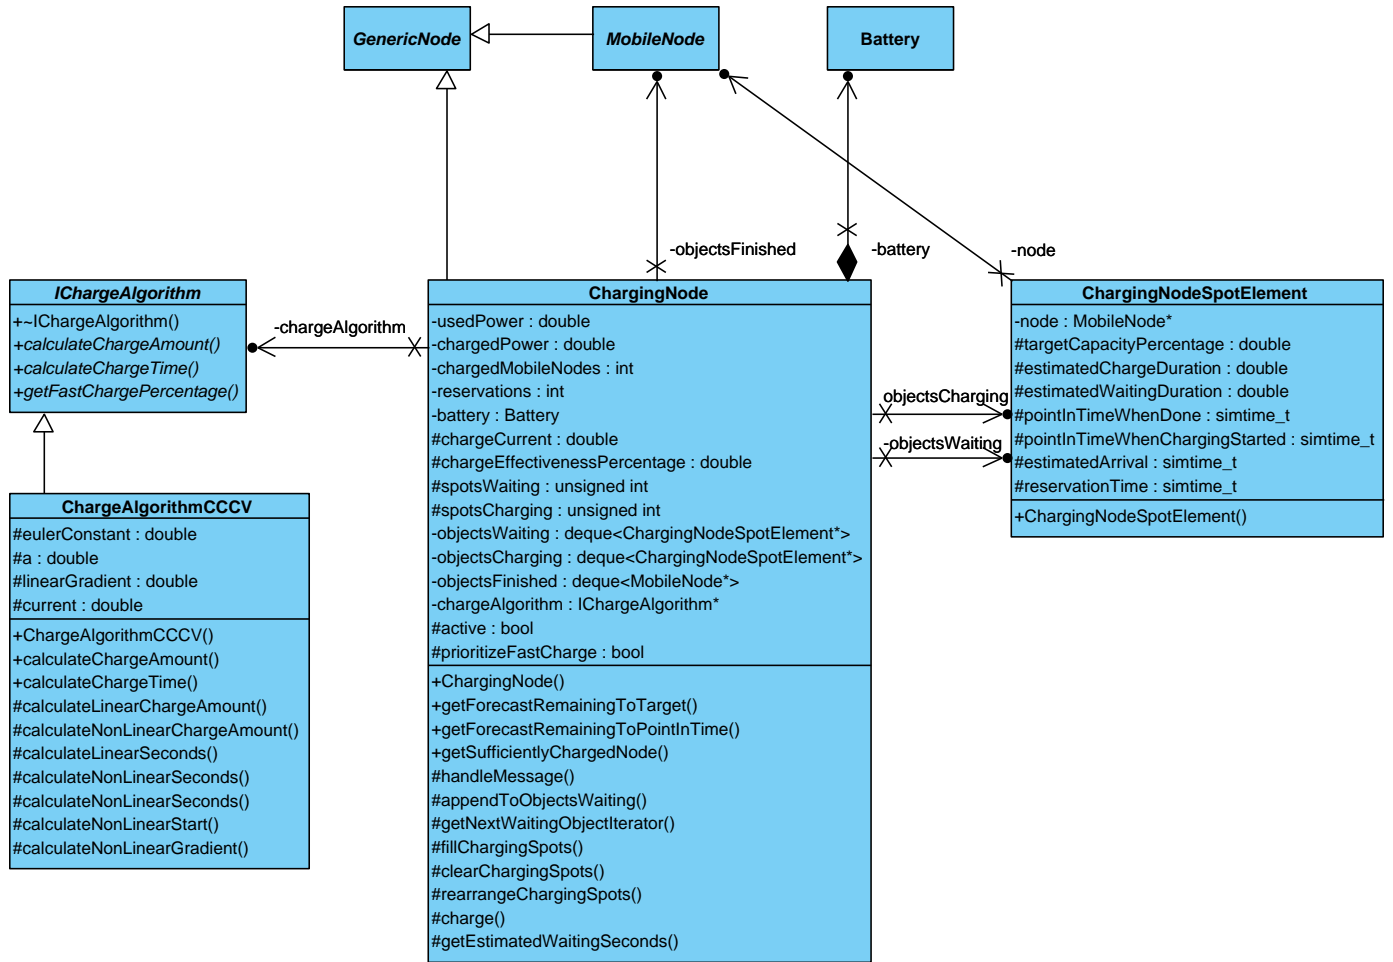 GenericNode
MobileNode
Battery
-objectsFinished
-battery
-node
IChargeAlgorithm
+~IChargeAlgorithm()
+calculateChargeAmount()
+calculateChargeTime()
+getFastChargePercentage()
-chargeAlgorithm
ChargingNode
-usedPower : double
-chargedPower : double
-chargedMobileNodes : int
-reservations : int
-battery : Battery
#chargeCurrent : double
#chargeEffectivenessPercentage : double
#spotsWaiting : unsigned int
#spotsCharging : unsigned int
-objectsWaiting : deque<ChargingNodeSpotElement*>
-objectsCharging : deque<ChargingNodeSpotElement*>
-objectsFinished : deque<MobileNode*>
-chargeAlgorithm : IChargeAlgorithm*
#active : bool
#prioritizeFastCharge : bool
+ChargingNode()
+getForecastRemainingToTarget()
+getForecastRemainingToPointInTime()
+getSufficientlyChargedNode()
#handleMessage()
#appendToObjectsWaiting()
#getNextWaitingObjectIterator()
#fillChargingSpots()
#clearChargingSpots()
#rearrangeChargingSpots()
#charge()
#getEstimatedWaitingSeconds()
objectsCharging
-objectsWaiting
ChargingNodeSpotElement
-node : MobileNode*
#targetCapacityPercentage : double
#estimatedChargeDuration : double
#estimatedWaitingDuration : double
#pointInTimeWhenDone : simtime_t
#pointInTimeWhenChargingStarted : simtime_t
#estimatedArrival : simtime_t
#reservationTime : simtime_t
+ChargingNodeSpotElement()
ChargeAlgorithmCCCV
#eulerConstant : double
#a : double
#linearGradient : double
#current : double
+ChargeAlgorithmCCCV()
+calculateChargeAmount()
+calculateChargeTime()
#calculateLinearChargeAmount()
#calculateNonLinearChargeAmount()
#calculateLinearSeconds()
#calculateNonLinearSeconds()
#calculateNonLinearSeconds()
#calculateNonLinearStart()
#calculateNonLinearGradient()